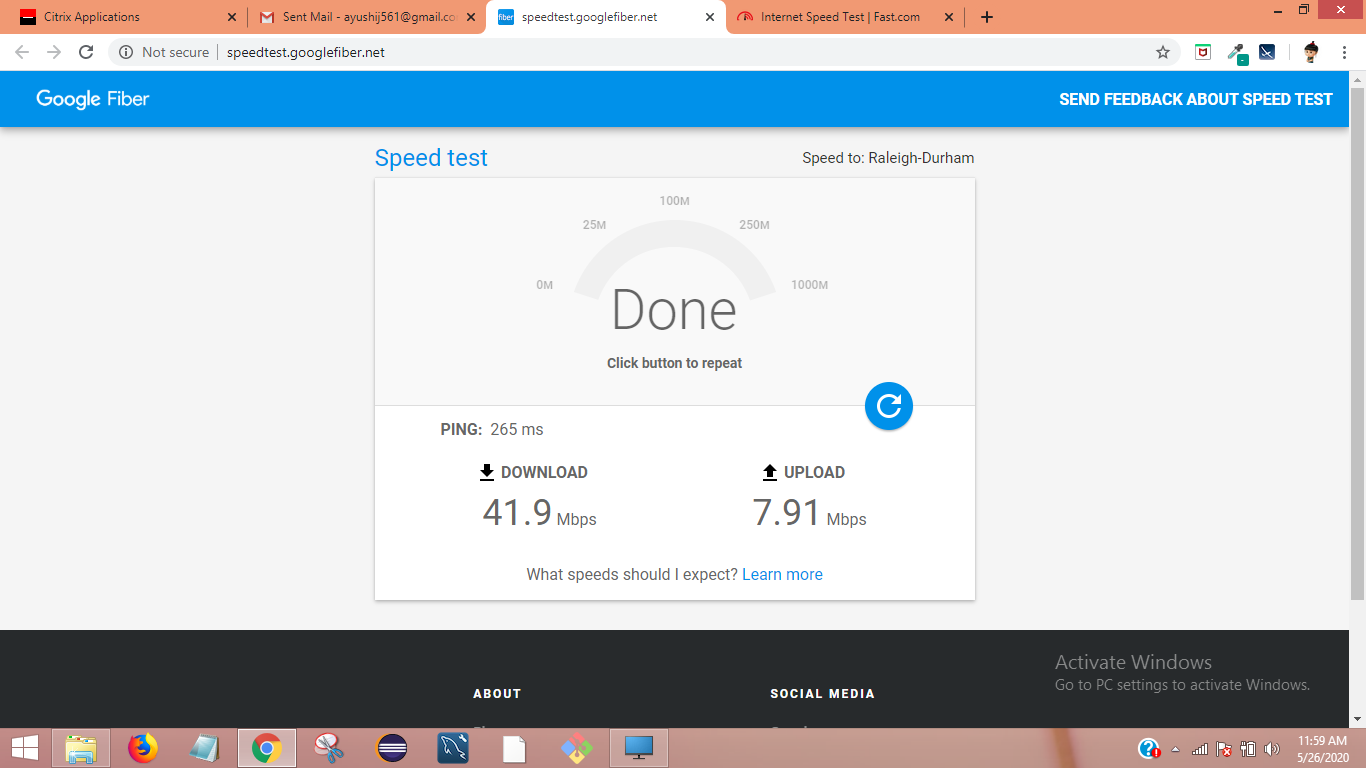 Citrix Applications
Sent Mail - ayushij561@gmail.co
fiber speedtest.googlefiber.net
Internet Speed Test | Fast.com
Not secure speedtest.googlefiber.net
Google Fiber
SEND FEEDBACK ABOUT SPEED TEST
Speed test
Speed to: Raleigh-Durham
100M
25M 250M
0M 1000M
Done
Click button to repeat
PING: 265 ms
DOWNLOAD UPLOAD
41.9 Mbps 7.91 Mbps
What speeds should I expect? Learn more
Activate Windows
Go to PC settings to activate Windows.
ABOUT SOCIAL MEDIA
11:59 AM
5/26/2020